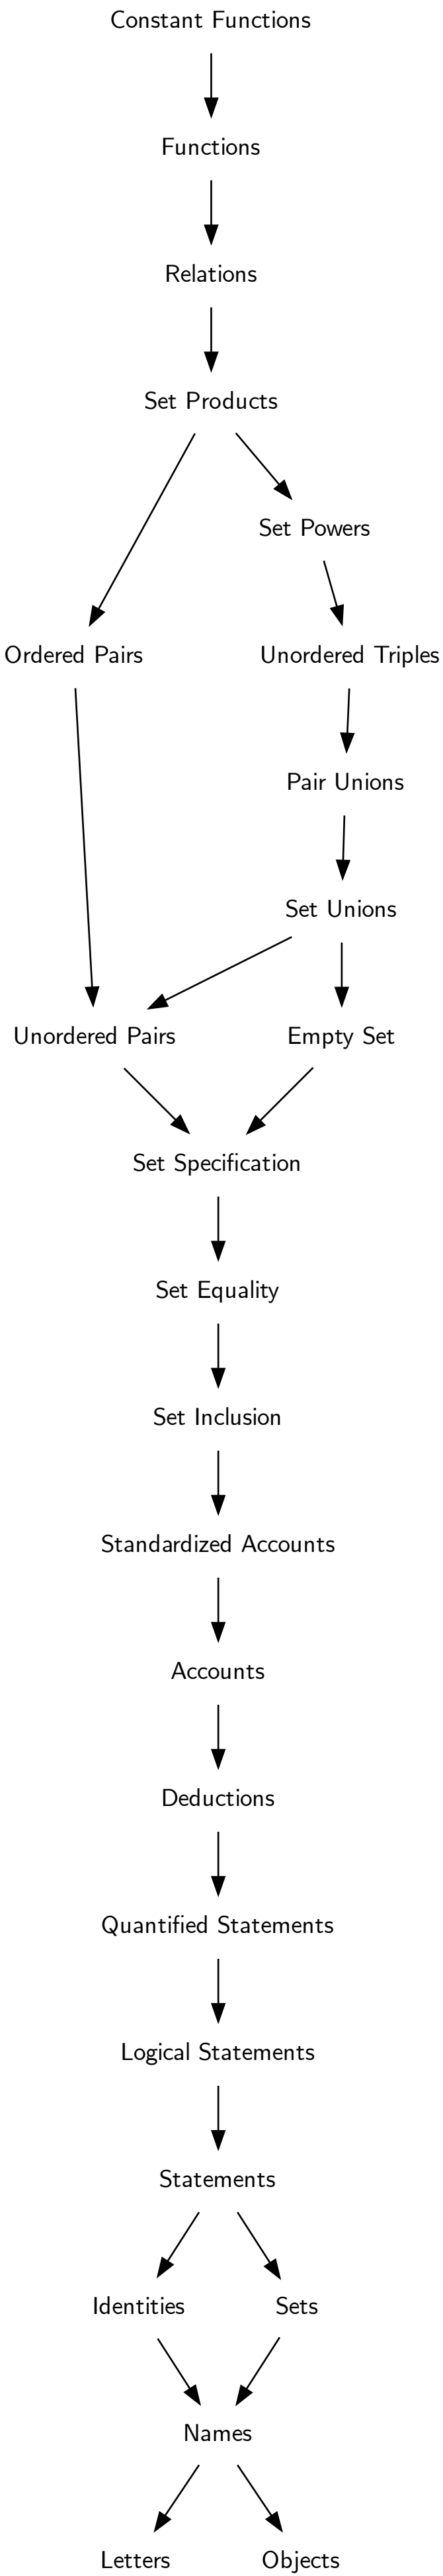 Constant Functions
Functions
Relations
Set Products
Set Powers
Ordered Pairs
Unordered Triples
Pair Unions
Set Unions
Unordered Pairs
Empty Set
Set Specification
Set Equality
Set Inclusion
Standardized Accounts
Accounts
Deductions
Quantified Statements
Logical Statements
Statements
Identities
Sets
Names
Letters
Objects